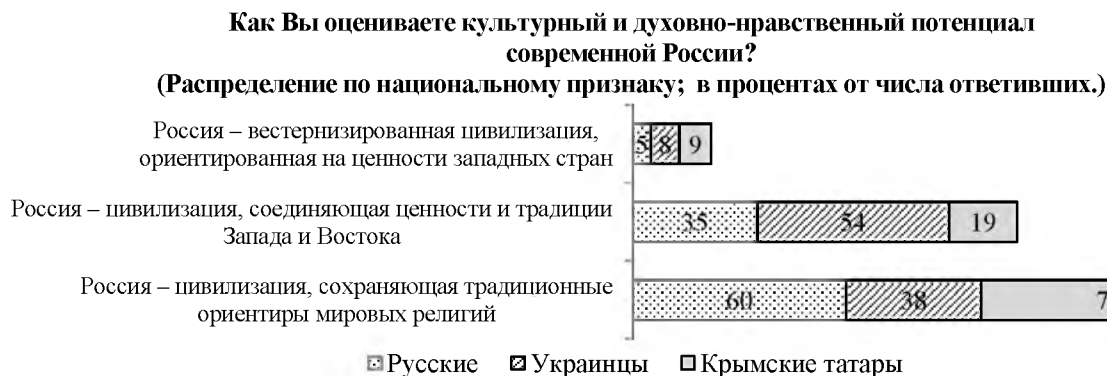 Как Вы оцениваете культурный и духовно-нравственный потенциал
современной России?
(Распределение по национальному признаку; в процентах от числа ответивших.)
Россия – вестернизированная цивилизация,
ориентированная на ценности западных стран
5 8 9
Россия – цивилизация, соединяющая ценности и традиции
Запада и Востока
35 54 19
Россия – цивилизация, сохраняющая традиционные
ориентиры мировых религий
60 38
Русские Украинцы Крымские татары